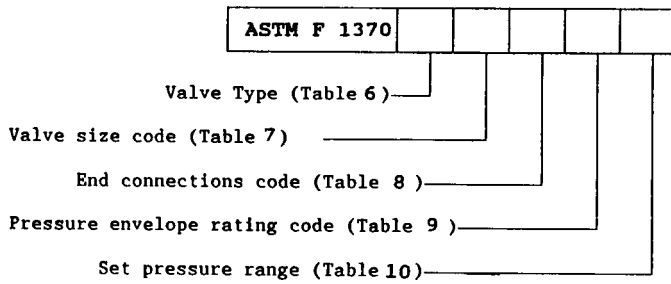 ASTM F 1370
Valve Type (Table 6)
Valve size code (Table 7)
End connections code (Table 8)
Pressure envelope rating code (Table 9)
Set pressure range (Table 10)